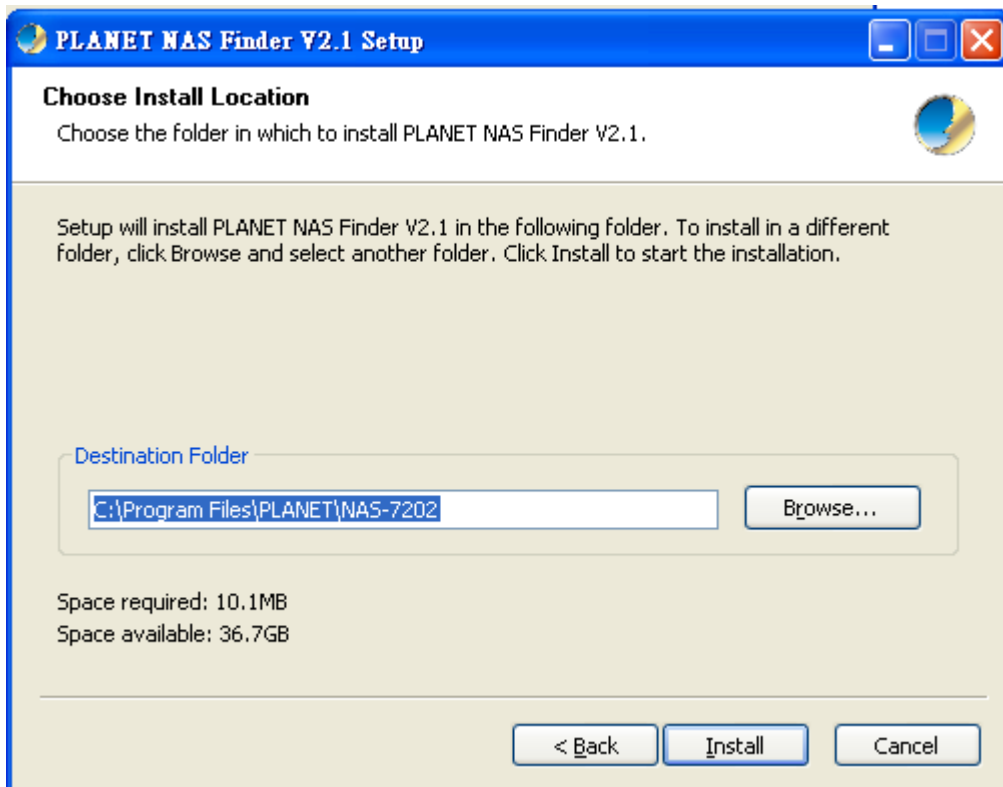 PLANET NAS Finder V2.1 Setup
Choose Install Location
Choose the folder in which to install PLANET NAS Finder V2.1.
Setup will install PLANET NAS Finder V2.1 in the following folder. To install in a different
folder, click Browse and select another folder. Click Install to start the installation.
Destination Folder
C:\Program Files\PLANET\NAS-7202
Browse...
Space required: 10.1MB
Space available: 36.7GB
< Back
Install
Cancel